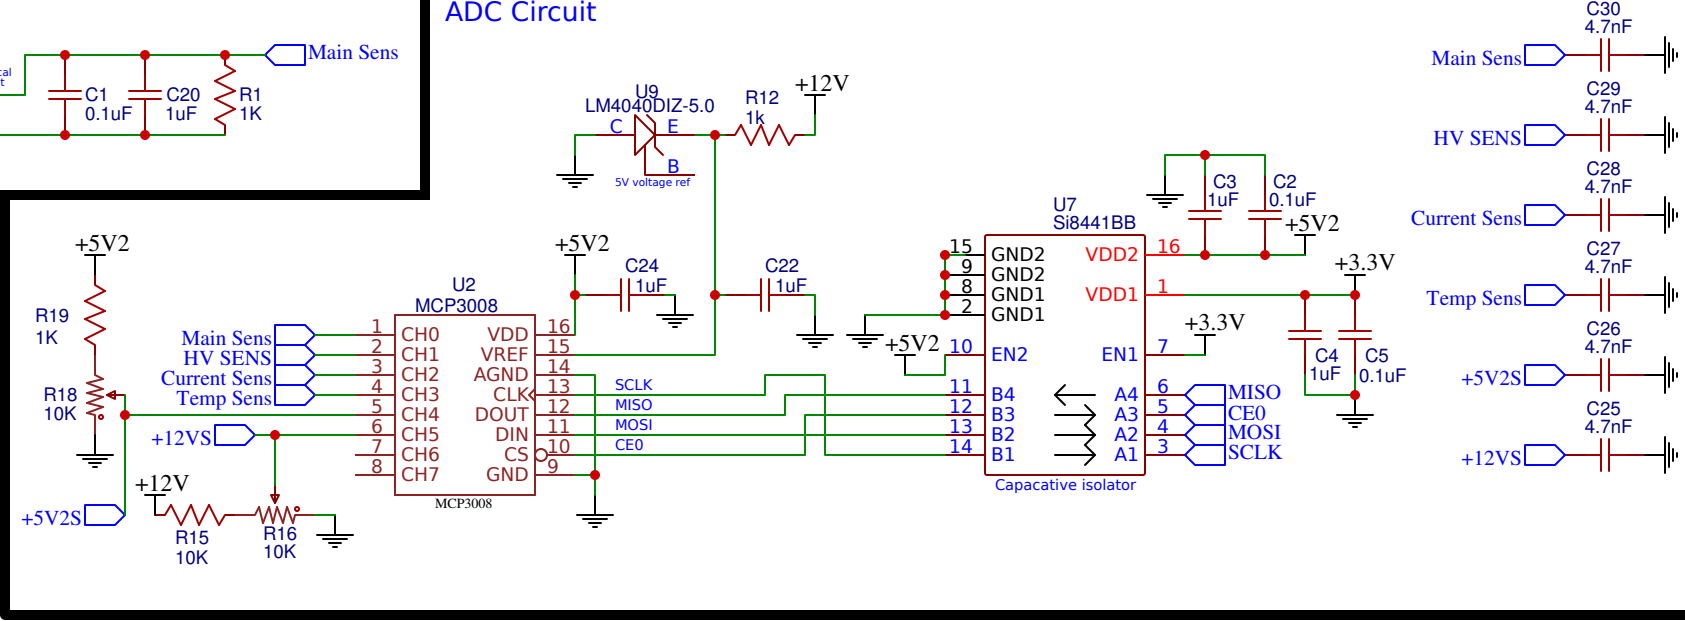 ADC Circuit
cal
t
Main Sens
C1
0.1uF
C20
1uF
R1
1K
U9
LM4040DIZ-5.0
C
E
B
5V voltage ref
R12
1k
+12V
+5V2
R19
1K
R18
10K
Main Sens
HV SENS
Current Sens
Temp Sens
+12VS
+5V2S
+12V
R15
10K
R16
10K
U2
MCP3008
1 CH0 VDD 16
2 CH1 VREF 15
3 CH2 AGND 14
4 CH3 CLK 13
5 CH4 DOUT 12
6 CH5 DIN 11
7 CH6 CS 10
8 CH7 GND 9
MCP3008
+5V2
C24
1uF
C22
1uF
SCLK
MISO
MOSI
CE0
U7
Si8441BB
15 GND2 VDD2 16
9 GND2
8 GND1 VDD1 1
2 GND1
+5V2
10 EN2 EN1 7
11 B4 A4 6 MISO
12 B3 A3 5 CE0
13 B2 A2 4 MOSI
14 B1 A1 3 SCLK
Capacative isolator
C3
1uF
C2
0.1uF
+5V2
+3.3V
+3.3V
C4
1uF
C5
0.1uF
C30
4.7nF
Main Sens
C29
4.7nF
HV SENS
C28
4.7nF
Current Sens
C27
4.7nF
Temp Sens
C26
4.7nF
+5V2S
C25
4.7nF
+12VS